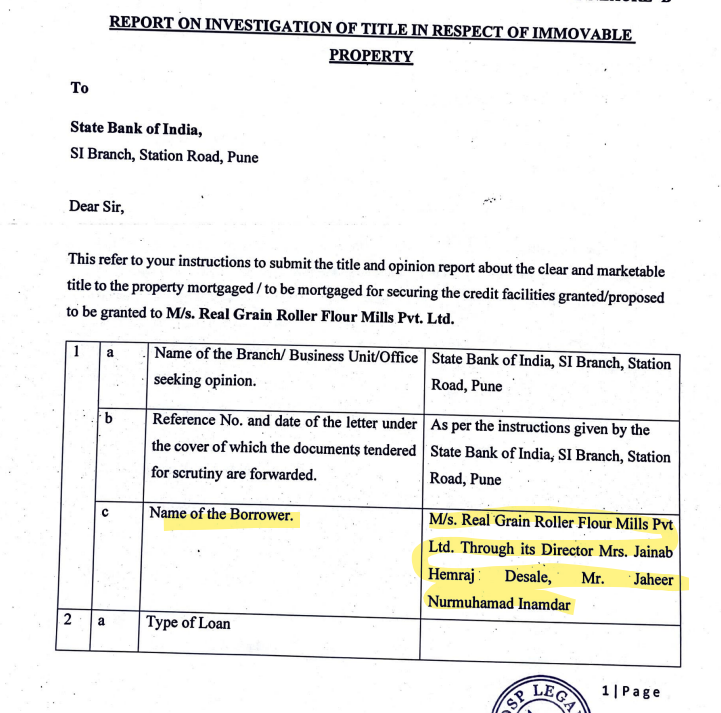 REPORT ON INVESTIGATION OF TITLE IN RESPECT OF IMMOVABLE
PROPERTY
To
State Bank of India,
SI Branch, Station Road, Pune
Dear Sir,
This refer to your instructions to submit the title and opinion report about the clear and marketable
title to the property mortgaged / to be mortgaged for securing the credit facilities granted/proposed
to be granted to M/s. Real Grain Roller Flour Mills Pvt. Ltd.
1 a Name of the Branch/ Business Unit/Office
seeking opinion.
State Bank of India, SI Branch, Station
Road, Pune
b Reference No. and date of the letter under
the cover of which the documents tendered
for scrutiny are forwarded.
As per the instructions given by the
State Bank of India, SI Branch, Station
Road, Pune
c Name of the Borrower.
M/s. Real Grain Roller Flour Mills Pvt
Ltd. Through its Director Mrs. Jainab
Hemraj Desale, Mr. Jaheer
Nurmuhamad Inamdar
2 a Type of Loan
1 | Page